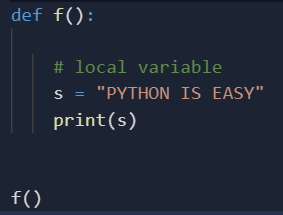 def f():
    # local variable
    s = "PYTHON IS EASY"
    print(s)
f()